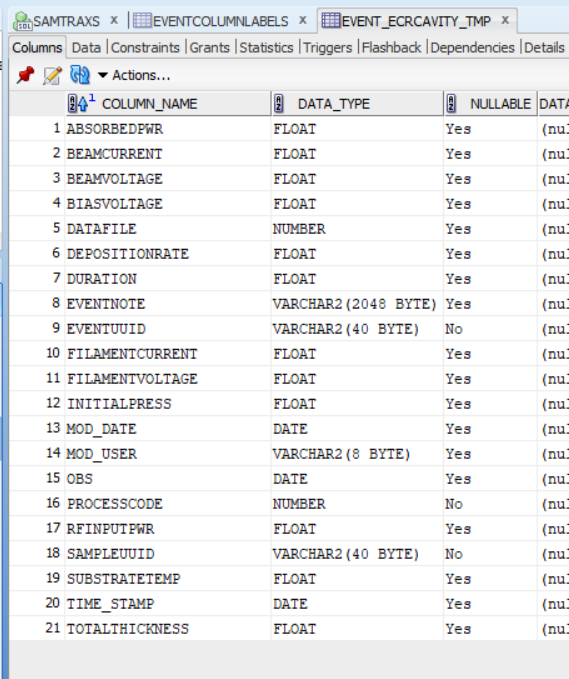 SAMTRAXS x EVENTCOLUMNLABELS x EVENT_ECRCAVITY_TMP x
Columns Data Constraints Grants Statistics Triggers Flashback Dependencies Details
Actions...
1 COLUMN_NAME DATA_TYPE NULLABLE DATA
1 ABSORBEDPWR FLOAT Yes (nul
2 BEAMCURRENT FLOAT Yes (nul
3 BEAMVOLTAGE FLOAT Yes (nul
4 BIASVOLTAGE FLOAT Yes (nul
5 DATAFILE NUMBER Yes (nul
6 DEPOSITIONRATE FLOAT Yes (nul
7 DURATION FLOAT Yes (nul
8 EVENTNOTE VARCHAR2(2048 BYTE) Yes (nul
9 EVENTUUID VARCHAR2(40 BYTE) No (nul
10 FILAMENTCURRENT FLOAT Yes (nul
11 FILAMENTVOLTAGE FLOAT Yes (nul
12 INITIALPRESS FLOAT Yes (nul
13 MOD_DATE DATE Yes (nul
14 MOD_USER VARCHAR2(8 BYTE) Yes (nul
15 OBS DATE Yes (nul
16 PROCESSCODE NUMBER No (nul
17 RFINPUTPWR FLOAT Yes (nul
18 SAMPLEUUID VARCHAR2(40 BYTE) No (nul
19 SUBSTRATETEMP FLOAT Yes (nul
20 TIME_STAMP DATE Yes (nul
21 TOTALTHICKNESS FLOAT Yes (nul